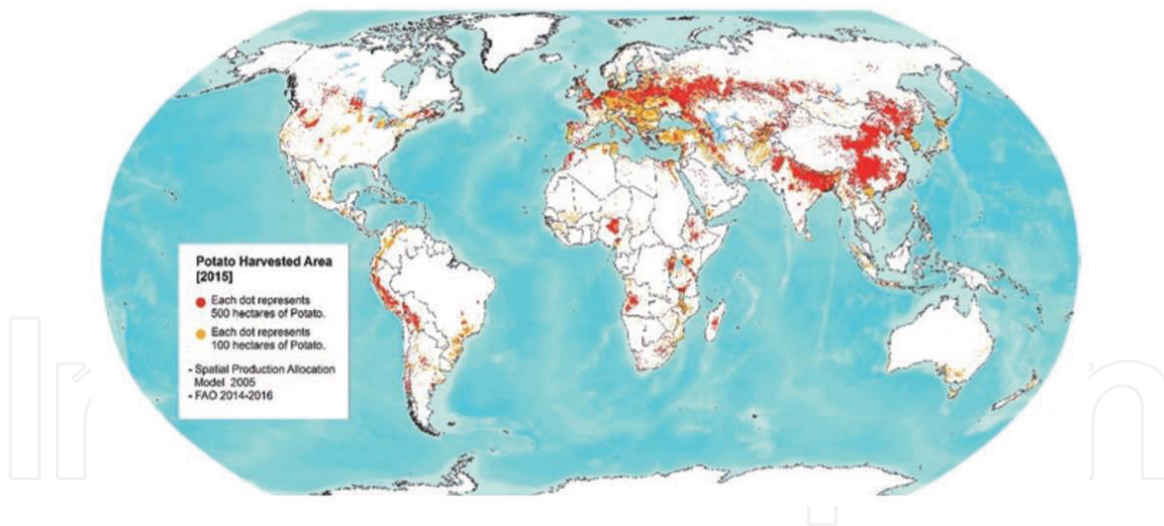 Potato Harvested Area
[2015]
Each dot represents
500 hectares of Potato.
Each dot represents
100 hectares of Potato.
- Spatial Production Allocation
Model 2005
- FAO 2014-2016